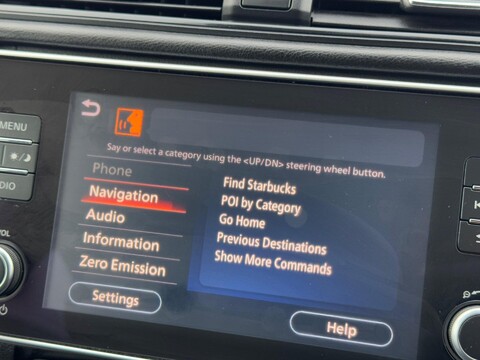 MENU
Say or select a category using the <UP/DN> steering wheel button.
Phone
Navigation
Audio
Information
Zero Emission
Settings
Find Starbucks
POI by Category
Go Home
Previous Destinations
Show More Commands
Help
VOL